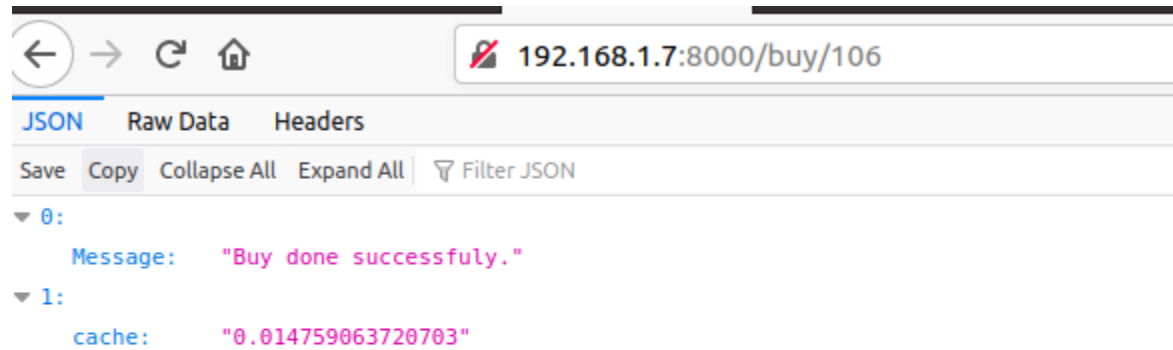 192.168.1.7:8000/buy/106
JSON Raw Data Headers
Save Copy Collapse All Expand All Filter JSON
0:
Message: "Buy done successfuly."
1:
cache: "0.014759063720703"